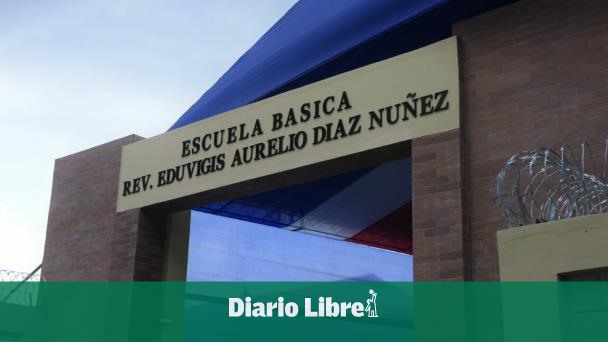 ESCUELA BASICA
REV. EDUVIGIS AURELIO DIAZ NUÑEZ
Diario Libre